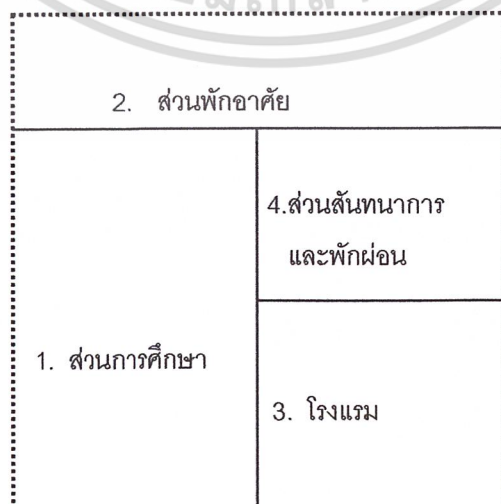 2. ส่วนพักอาศัย
4.ส่วนสันทนาการ
และพักผ่อน
1. ส่วนการศึกษา
3. โรงแรม